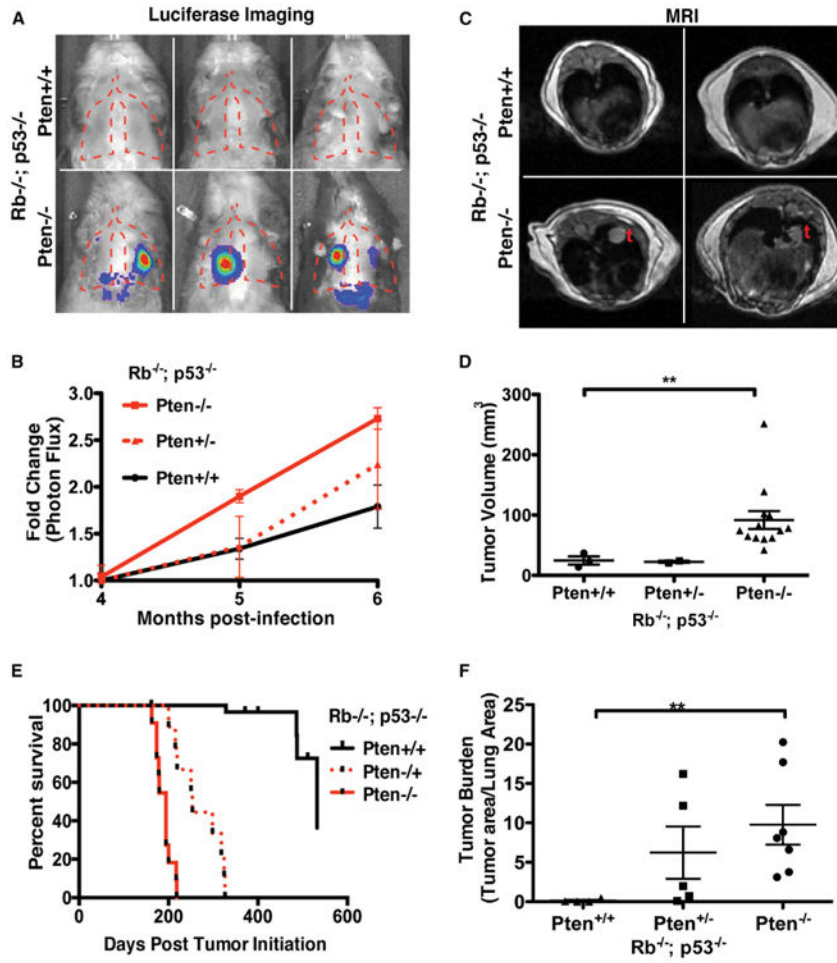 A
Luciferase Imaging
Rb-/-; p53-/-
Pten+/+
Pten-/-
C
MRI
Rb-/-; p53-/-
Pten+/+
Pten-/-
t
t
B
Rb-/-; p53-/-
Pten-/-
Pten+/-
Pten+/+
Fold Change
(Photon Flux)
3.0
2.5
2.0
1.5
1.0
4
5
6
Months post-infection
D
**
Tumor Volume (mm3)
300
200
100
0
Pten+/+
Pten+/-
Pten-/-
Rb-/-; p53-/-
E
Rb-/-; p53-/-
Pten+/+
Pten-/+
Pten-/-
Percent survival
100
80
60
40
20
0
0
200
400
600
Days Post Tumor Initiation
F
**
Tumor Burden
(Tumor area/Lung Area)
25
20
15
10
5
0
Pten+/+
Pten+/-
Pten-/-
Rb-/-; p53-/-